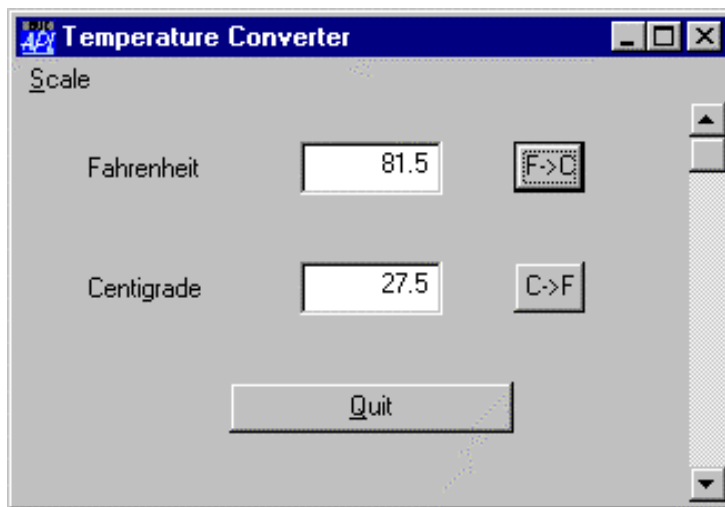 Temperature Converter
Scale
Fahrenheit 81.5 F->C
Centigrade 27.5 C->F
Quit